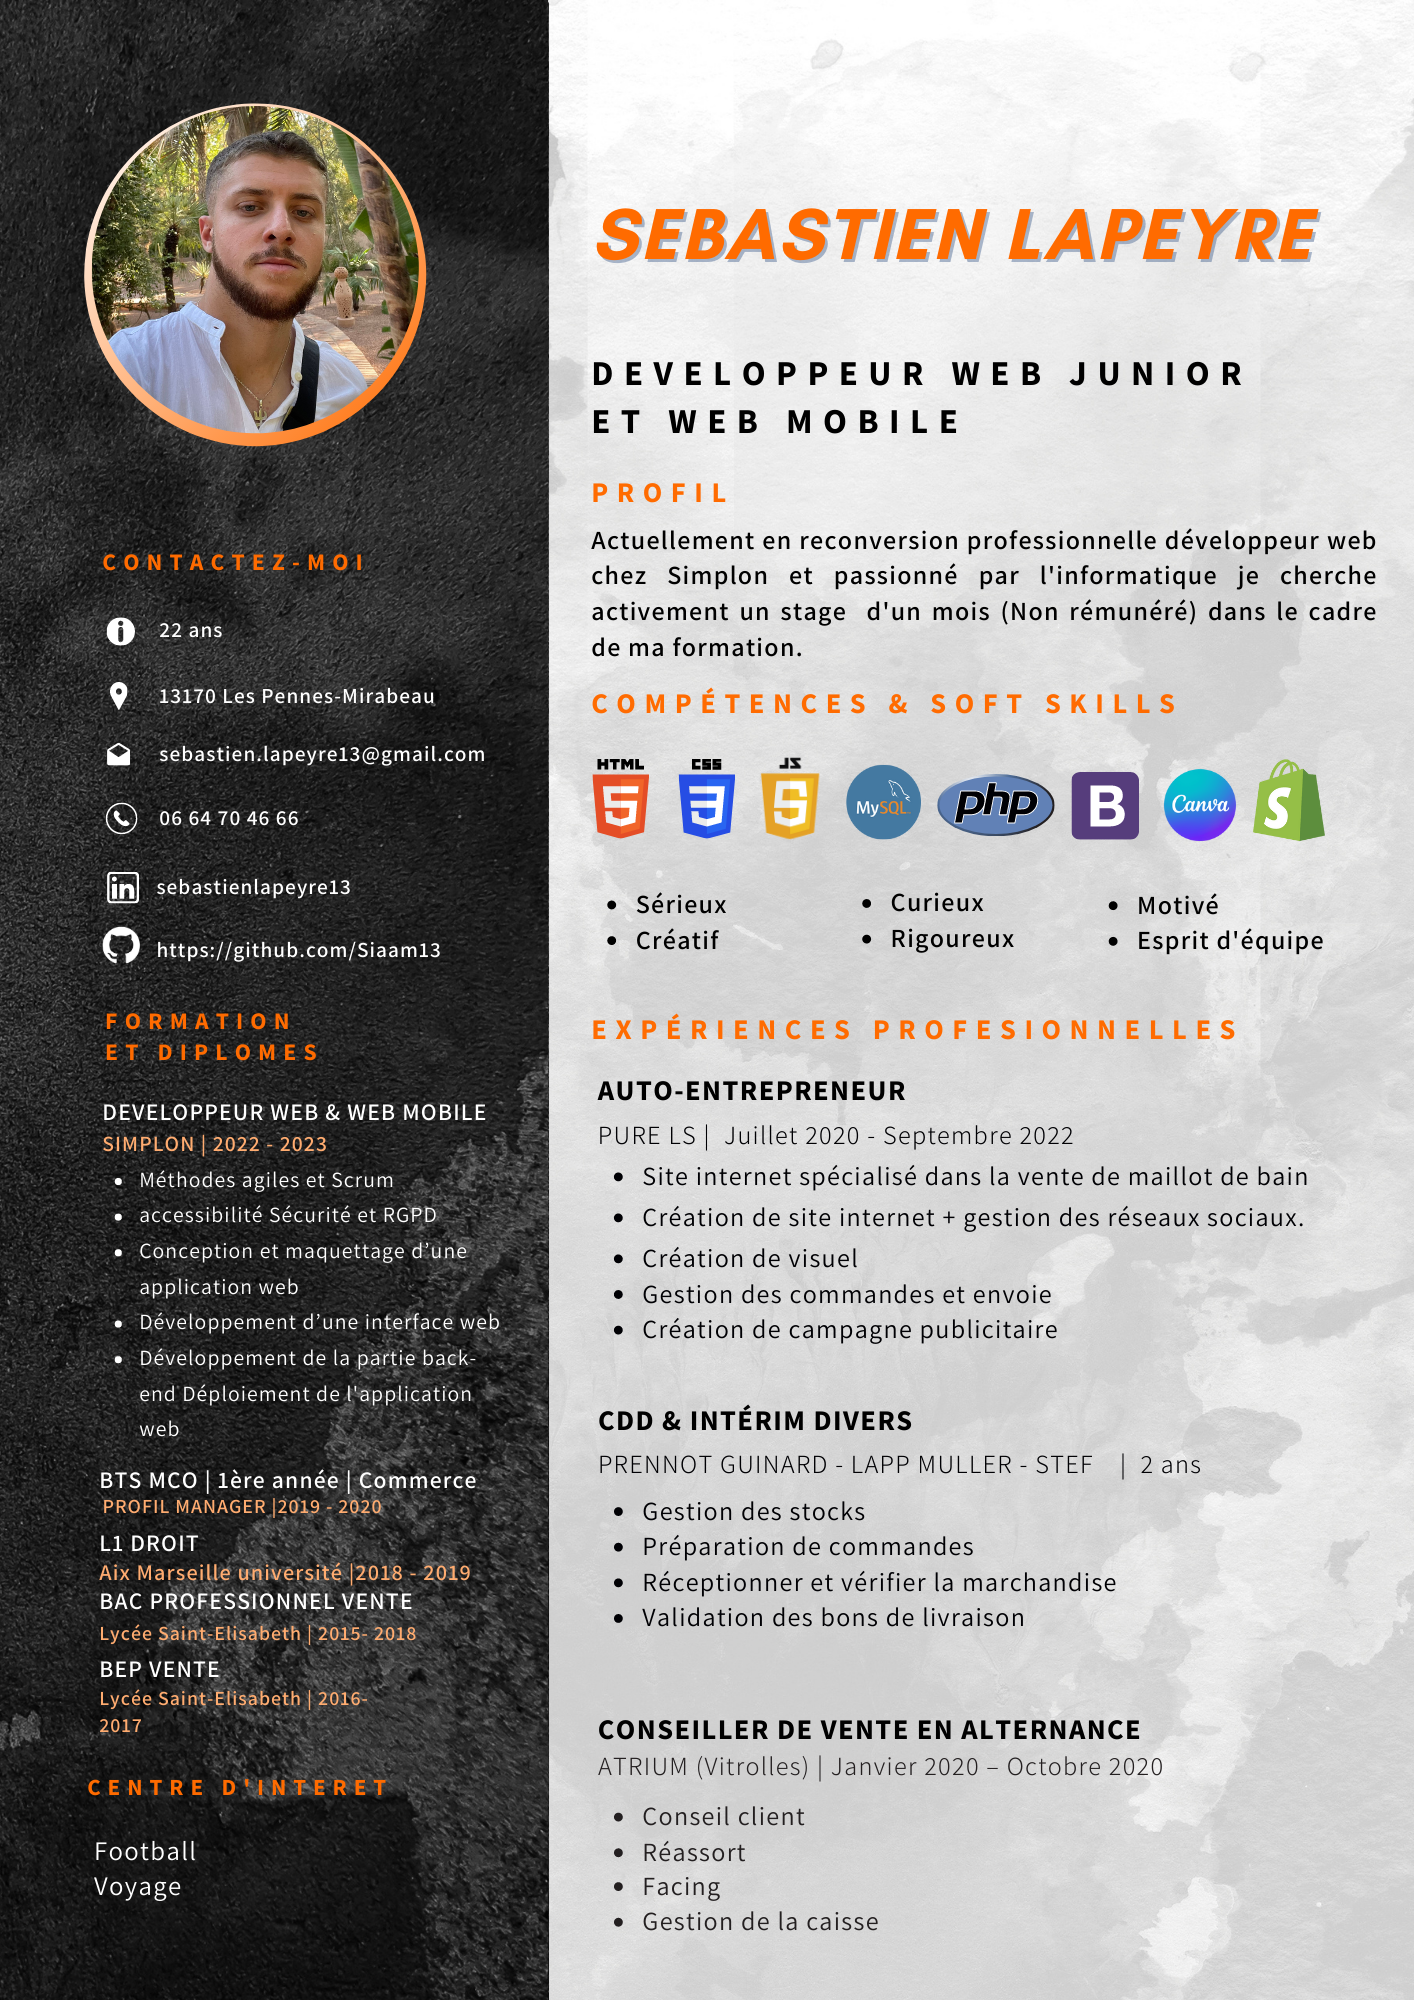 SEBASTIEN LAPEYRE
DEVELOPPEUR WEB JUNIOR
ET WEB MOBILE
PROFIL
Actuellement en reconversion professionnelle développeur web
chez Simplon et passionné par l'informatique je cherche
activement un stage d'un mois (Non rémunéré) dans le cadre
de ma formation.
COMPÉTENCES & SOFT SKILLS
HTML CSS JS MySQL php B Canva S
5 3 5
Sérieux
Créatif
Curieux
Rigoureux
Motivé
Esprit d'équipe
EXPÉRIENCES PROFESIONNELLES
AUTO-ENTREPRENEUR
PURE LS | Juillet 2020 - Septembre 2022
Site internet spécialisé dans la vente de maillot de bain
Création de site internet + gestion des réseaux sociaux.
Création de visuel
Gestion des commandes et envoie
Création de campagne publicitaire
CDD & INTÉRIM DIVERS
PRENNOT GUINARD - LAPP MULLER - STEF | 2 ans
Gestion des stocks
Préparation de commandes
Réceptionner et vérifier la marchandise
Validation des bons de livraison
CONSEILLER DE VENTE EN ALTERNANCE
ATRIUM (Vitrolles) | Janvier 2020 – Octobre 2020
Conseil client
Réassort
Facing
Gestion de la caisse
CONTACTEZ-MOI
22 ans
13170 Les Pennes-Mirabeau
sebastien.lapeyre13@gmail.com
06 64 70 46 66
in sebastienlapeyre13
https://github.com/Siaam13
FORMATION
ET DIPLOMES
DEVELOPPEUR WEB & WEB MOBILE
SIMPLON | 2022 - 2023
Méthodes agiles et Scrum
accessibilité Sécurité et RGPD
Conception et maquettage d’une
application web
Développement d’une interface web
Développement de la partie back-
end Déploiement de l'application
web
BTS MCO | 1ère année | Commerce
PROFIL MANAGER |2019 - 2020
L1 DROIT
Aix Marseille université |2018 - 2019
BAC PROFESSIONNEL VENTE
Lycée Saint-Elisabeth | 2015- 2018
BEP VENTE
Lycée Saint-Elisabeth | 2016-
2017
CENTRE D'INTERET
Football
Voyage